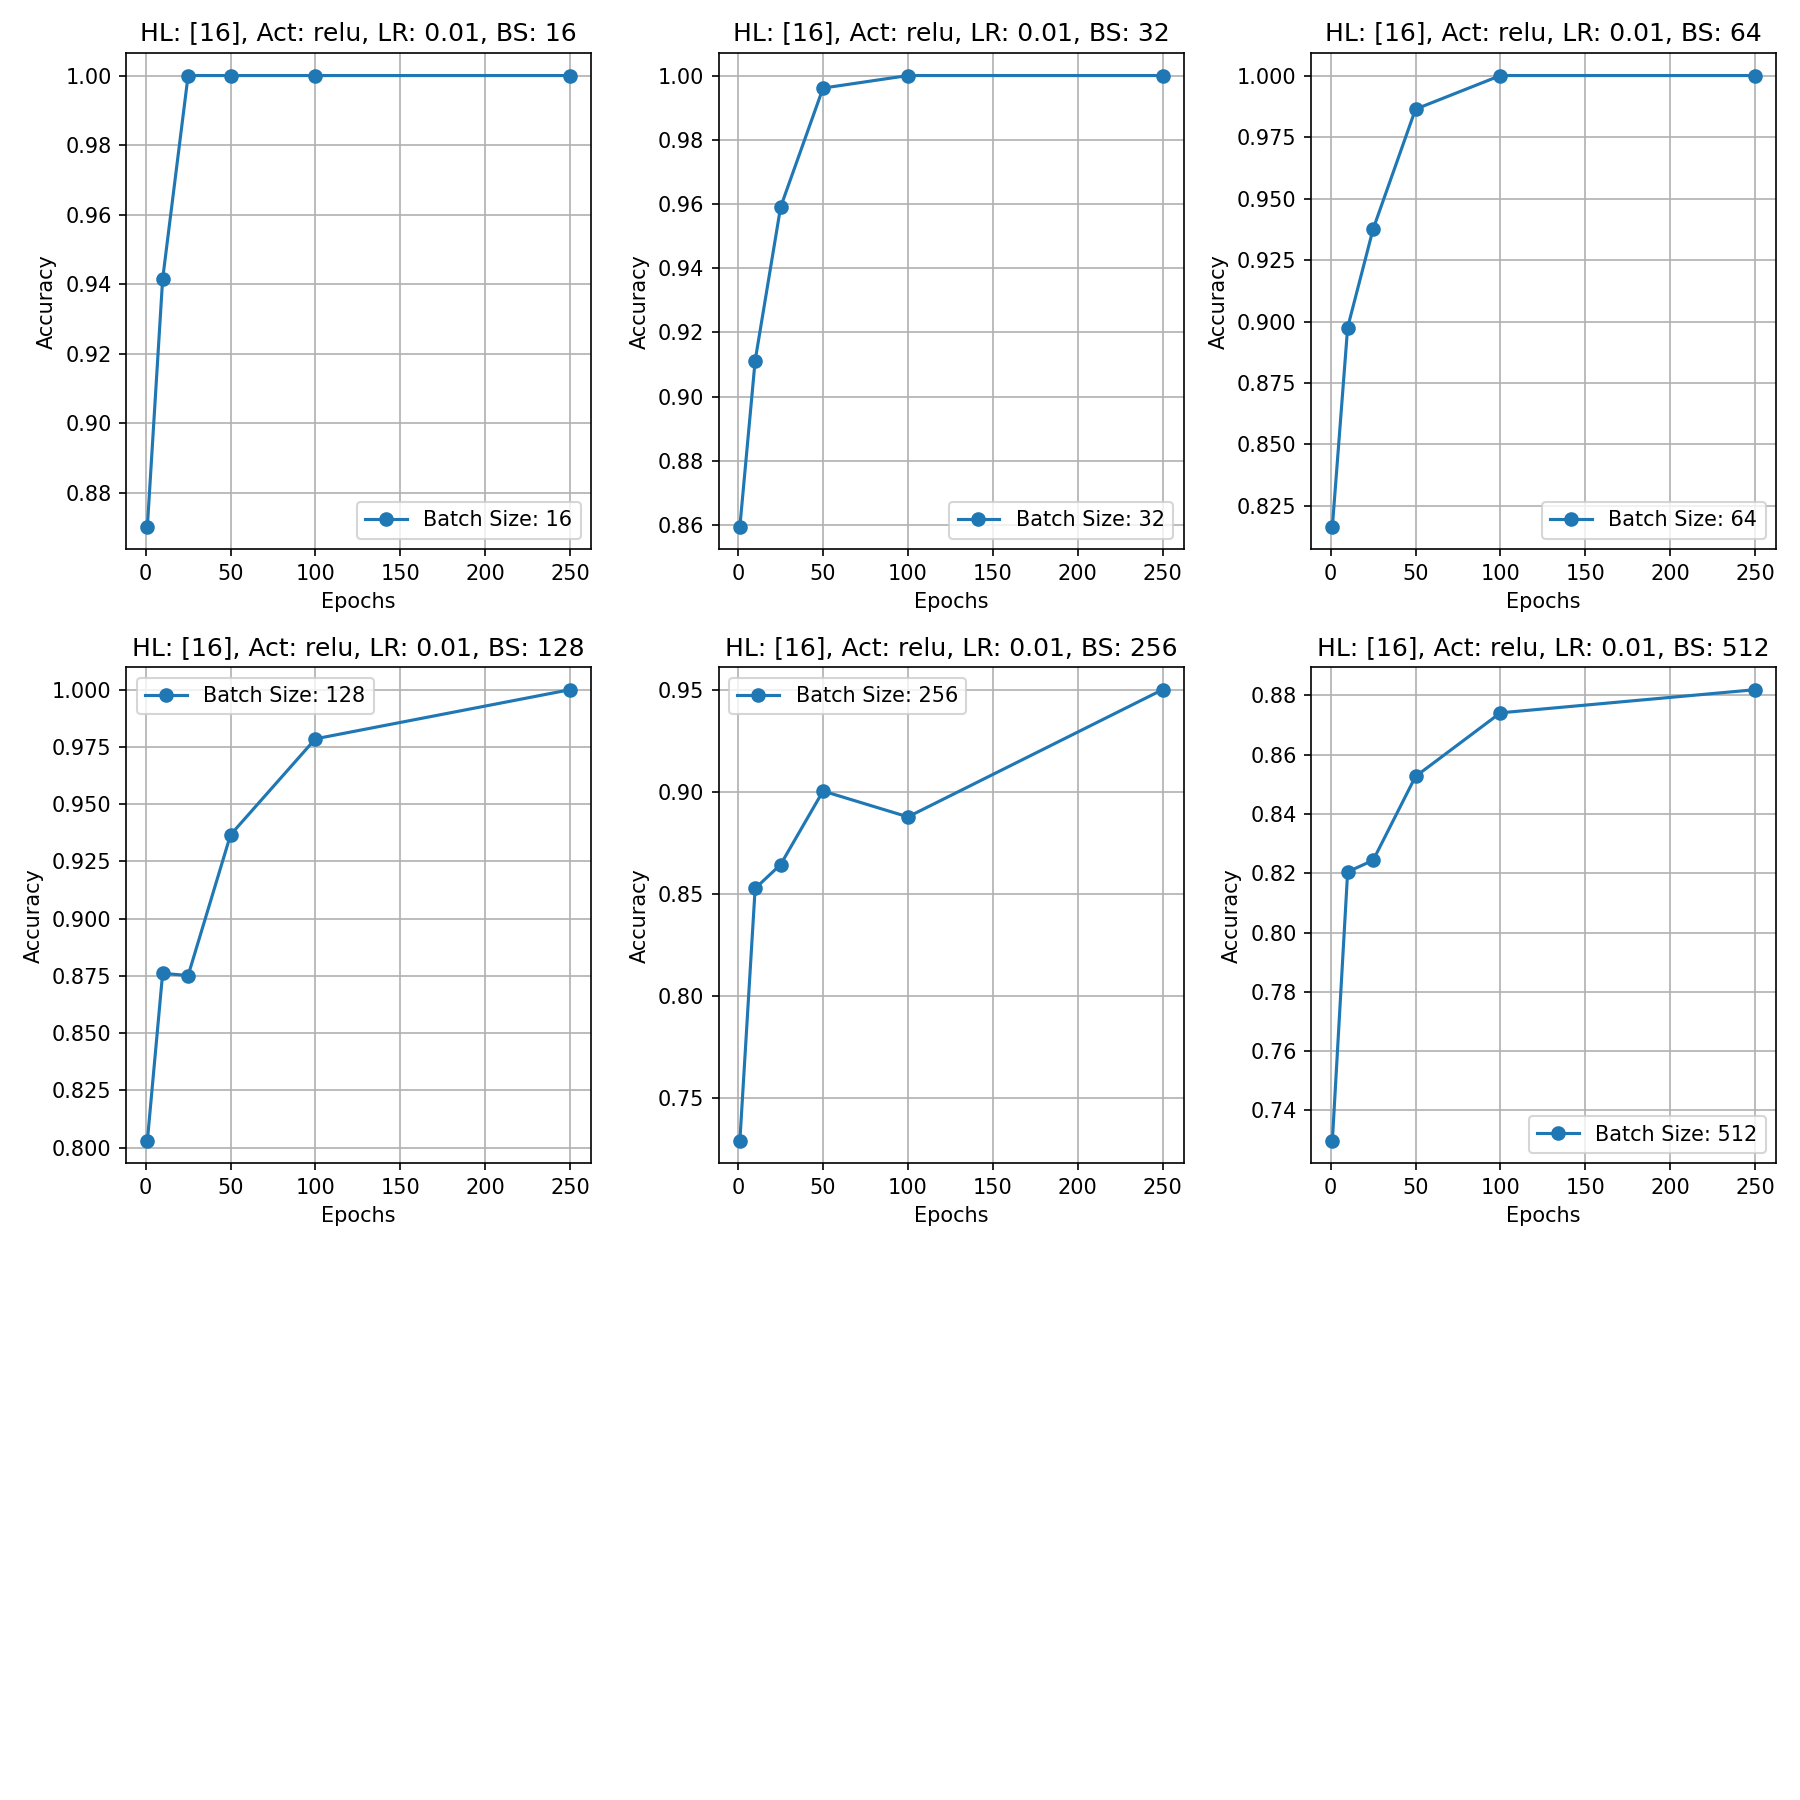 HL: [16], Act: relu, LR: 0.01, BS: 16
1.00
0.98
0.96
0.94
0.92
0.90
0.88
Accuracy
Batch Size: 16
0 50 100 150 200 250
Epochs
HL: [16], Act: relu, LR: 0.01, BS: 32
1.00
0.98
0.96
0.94
0.92
0.90
0.88
0.86
Accuracy
Batch Size: 32
0 50 100 150 200 250
Epochs
HL: [16], Act: relu, LR: 0.01, BS: 64
1.000
0.975
0.950
0.925
0.900
0.875
0.850
0.825
Accuracy
Batch Size: 64
0 50 100 150 200 250
Epochs
HL: [16], Act: relu, LR: 0.01, BS: 128
1.000
0.975
0.950
0.925
0.900
0.875
0.850
0.825
0.800
Accuracy
Batch Size: 128
0 50 100 150 200 250
Epochs
HL: [16], Act: relu, LR: 0.01, BS: 256
0.95
0.90
0.85
0.80
0.75
Accuracy
Batch Size: 256
0 50 100 150 200 250
Epochs
HL: [16], Act: relu, LR: 0.01, BS: 512
0.88
0.86
0.84
0.82
0.80
0.78
0.76
0.74
Accuracy
Batch Size: 512
0 50 100 150 200 250
Epochs